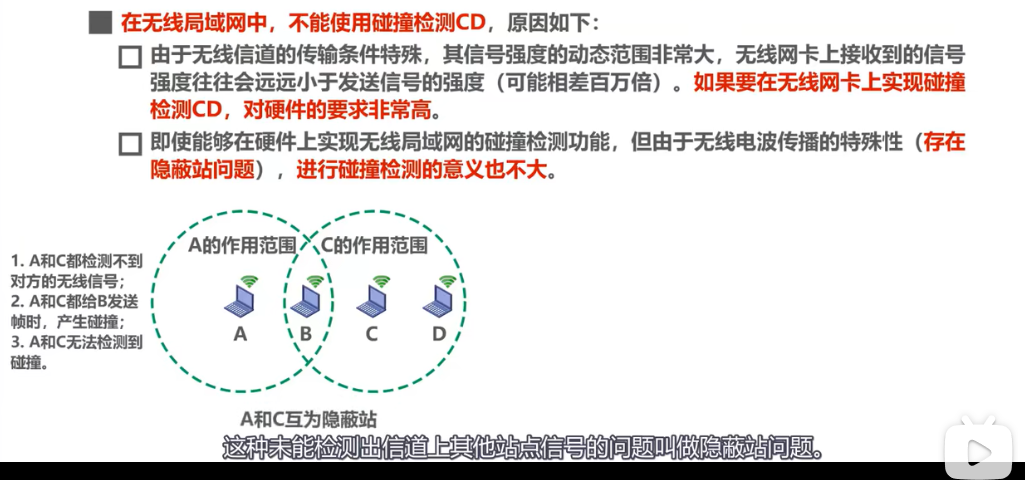 在无线局域网中，不能使用碰撞检测CD，原因如下：
由于无线信道的传输条件特殊，其信号强度的动态范围非常大，无线网卡上接收到的信号
强度往往会远远小于发送信号的强度（可能相差百万倍）。如果要在无线网卡上实现碰撞
检测CD，对硬件的要求非常高。
即使能够在硬件上实现无线局域网的碰撞检测功能，但由于无线电波传播的特殊性（存在
隐蔽站问题），进行碰撞检测的意义也不大。
A的作用范围
C的作用范围
1. A和C都检测不到
对方的无线信号；
2. A和C都给B发送
帧时，产生碰撞；
3. A和C无法检测到
碰撞。
A
B
C
D
A和C互为隐蔽站
这种未能检测出信道上其他站点信号的问题叫做隐蔽站问题。